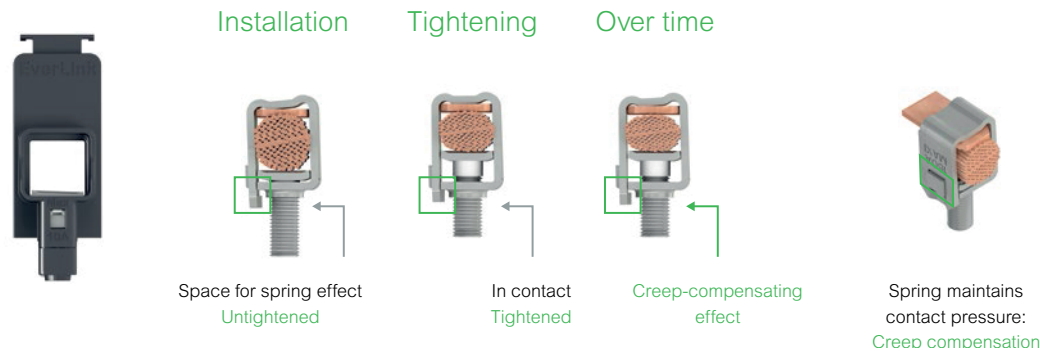 Installation
Tightening
Over time
EverLink
Space for spring effect
Untightened
In contact
Tightened
Creep-compensating
effect
Spring maintains
contact pressure:
Creep compensation